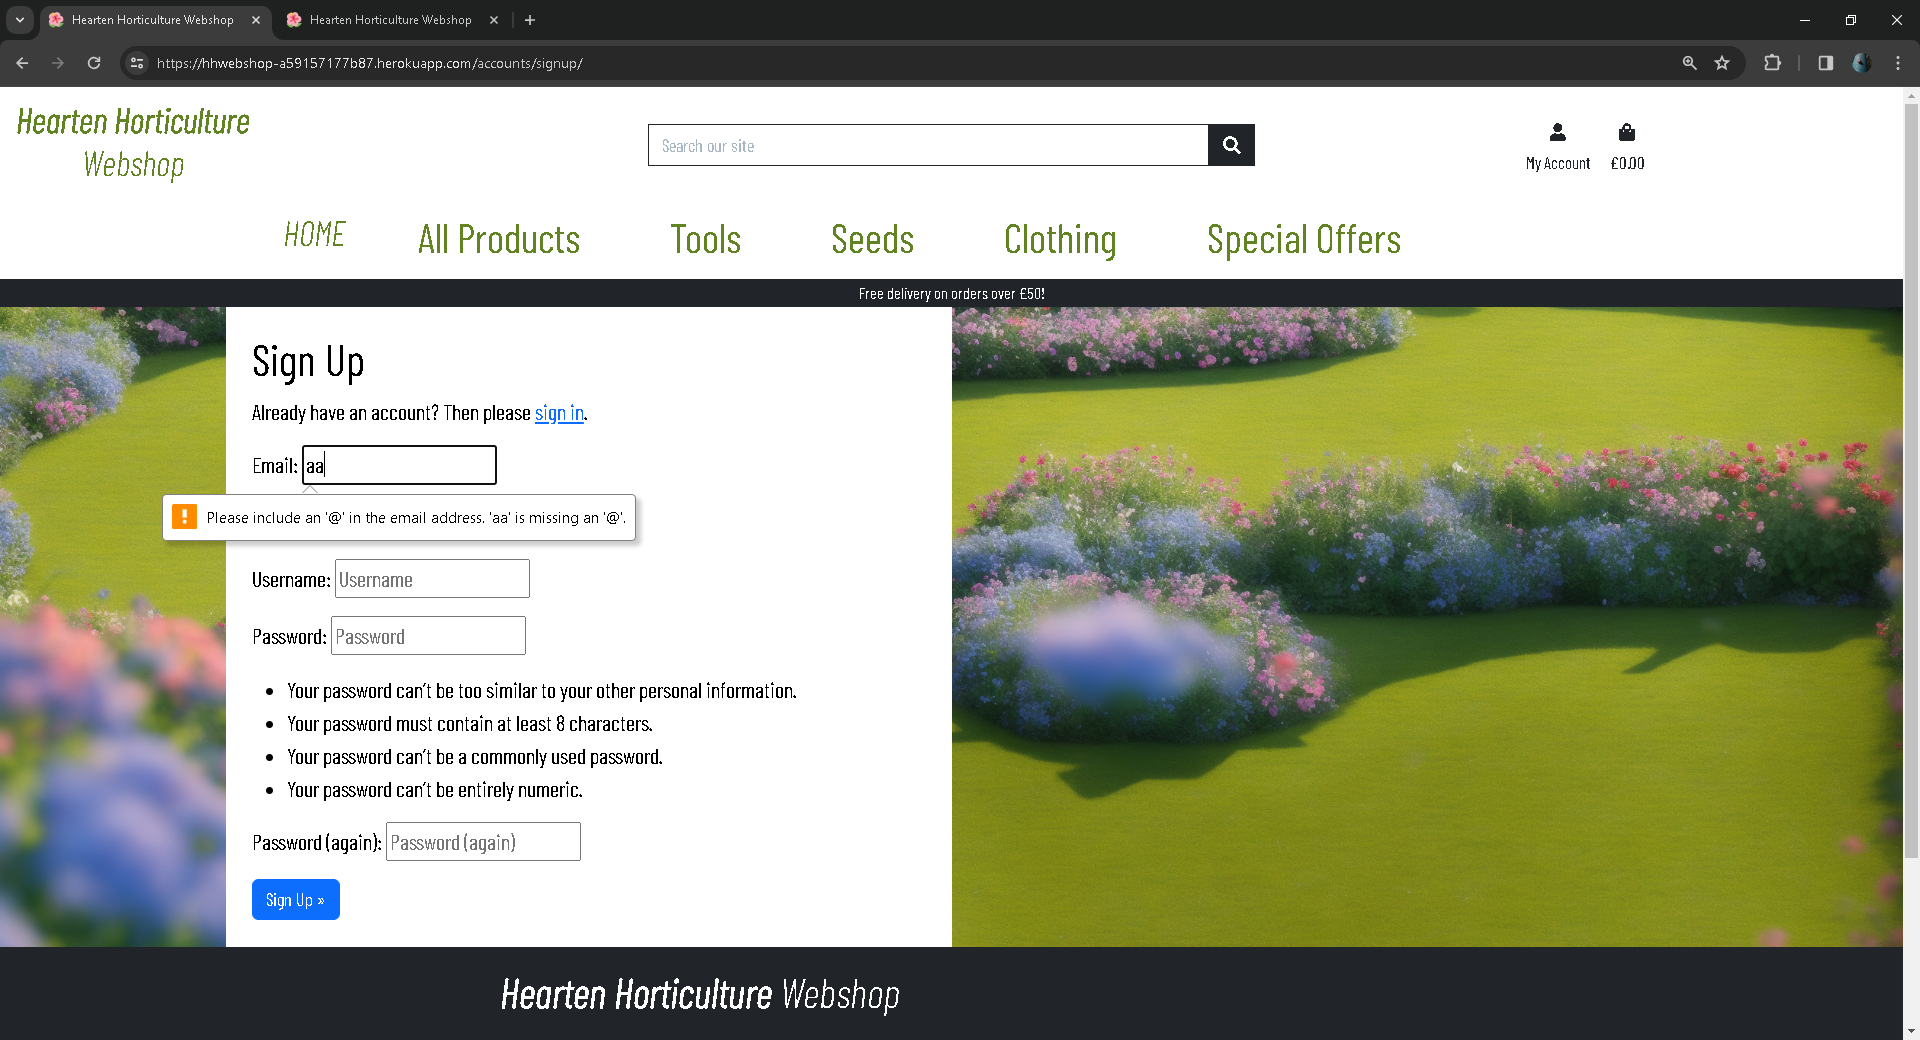 Hearten Horticulture Webshop
Hearten Horticulture Webshop
https://hhwebshop-a59157177b87.herokuapp.com/accounts/signup/
Hearten Horticulture
Webshop
Search our site
My Account
£0.00
HOME
All Products
Tools
Seeds
Clothing
Special Offers
Free delivery on orders over £50!
Sign Up
Already have an account? Then please sign in.
Email: aa
Please include an '@' in the email address. 'aa' is missing an '@'.
Username: Username
Password: Password
• Your password can't be too similar to your other personal information.
• Your password must contain at least 8 characters.
• Your password can't be a commonly used password.
• Your password can't be entirely numeric.
Password (again): Password (again)
Sign Up »
Hearten Horticulture Webshop